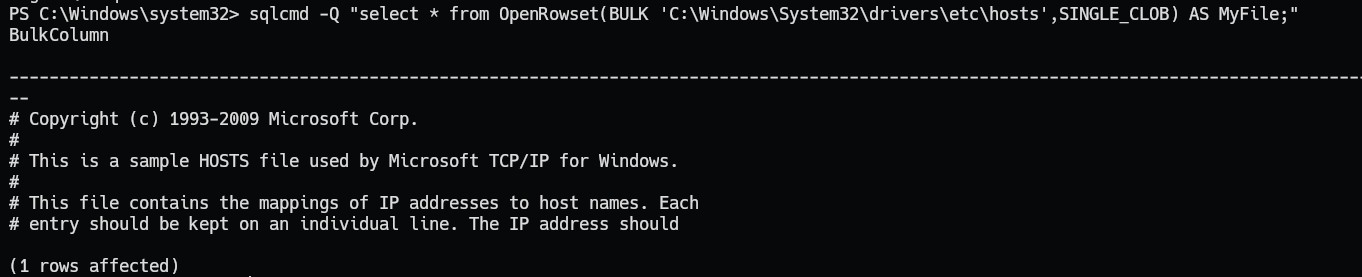 PS C:\Windows\system32> sqlcmd -Q "select * from OpenRowset(BULK 'C:\Windows\System32\drivers\etc\hosts',SINGLE_CLOB) AS MyFile;"
BulkColumn
----------------------------------------------------------------------------------------------------------------------------------------
--
# Copyright (c) 1993-2009 Microsoft Corp.
#
# This is a sample HOSTS file used by Microsoft TCP/IP for Windows.
#
# This file contains the mappings of IP addresses to host names. Each
# entry should be kept on an individual line. The IP address should
(1 rows affected)